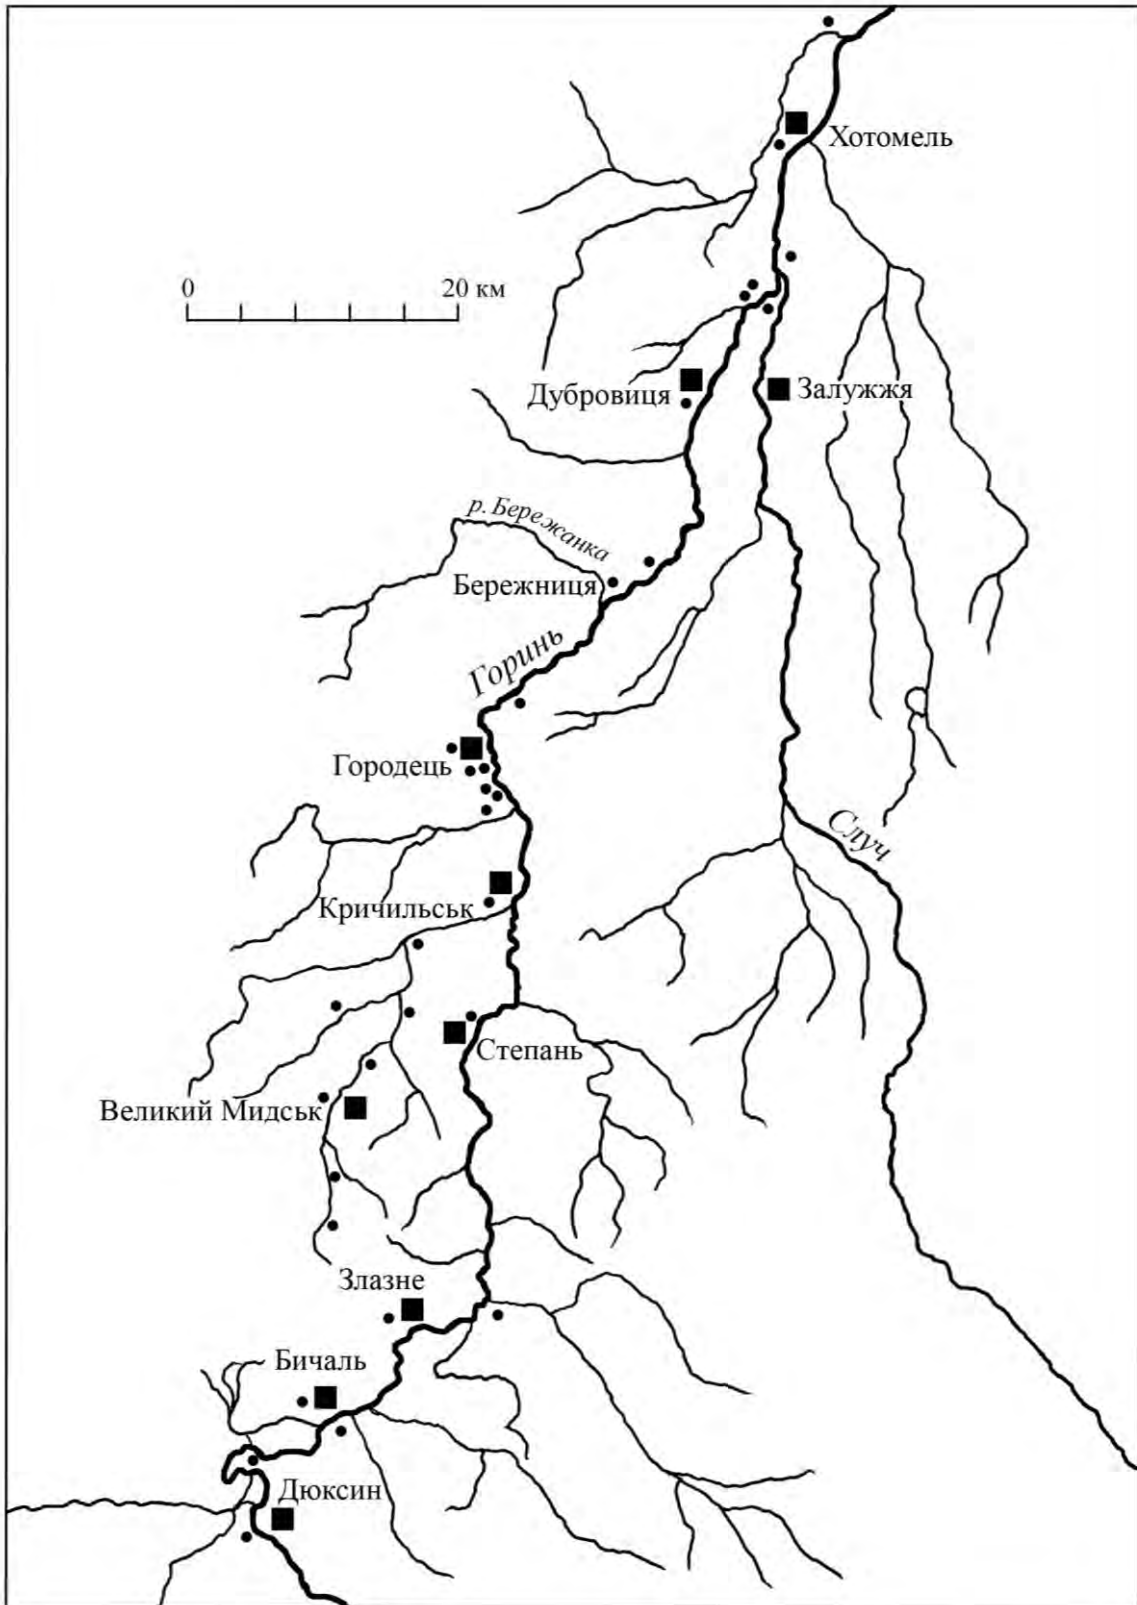 Хотомель
0 20 км
Дубровиця
Залужжя
р. Бережанка
Бережниця
Горинь
Городець
Случ
Кричильськ
Степань
Великий Мидськ
Злазне
Бичаль
Дюксин